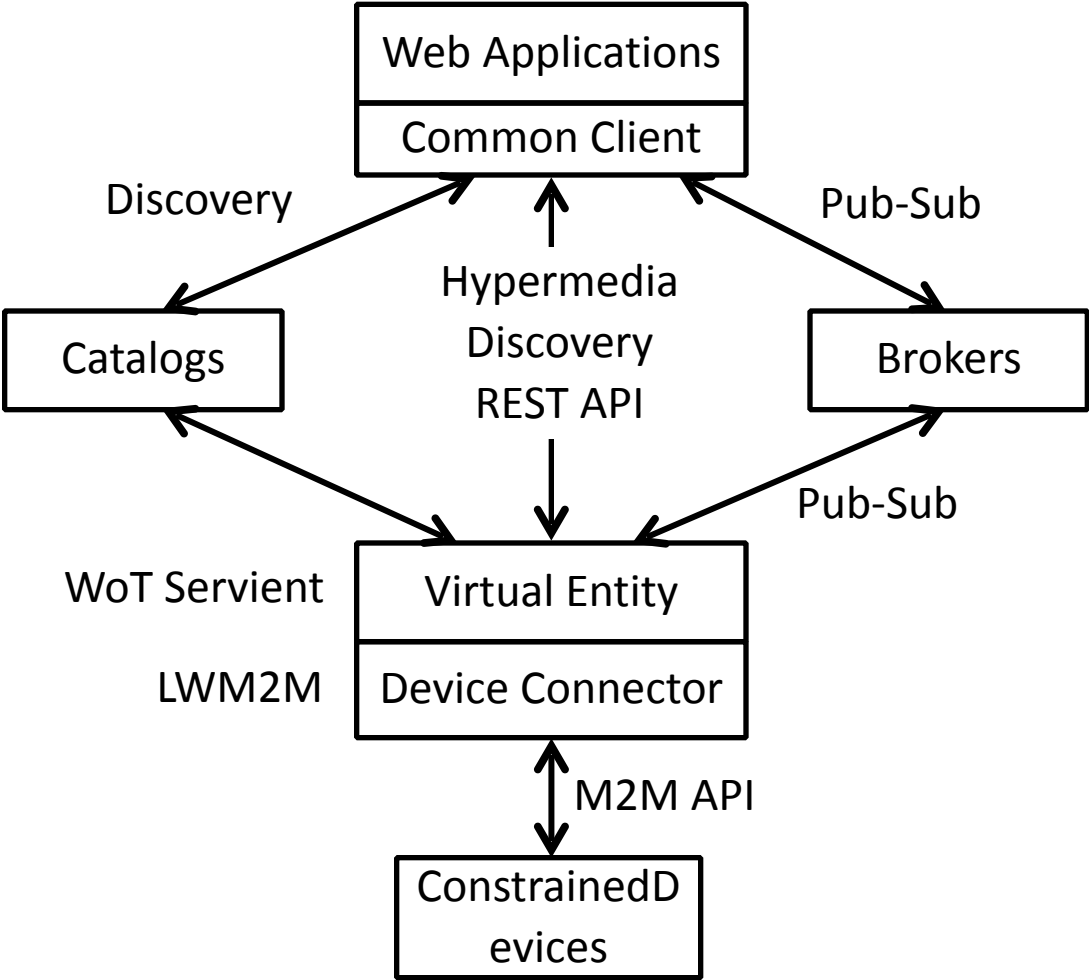 Web Applications
Common Client
Discovery
Pub-Sub
Hypermedia
Discovery
REST API
Catalogs
Brokers
Pub-Sub
WoT Servient
Virtual Entity
LWM2M
Device Connector
M2M API
ConstrainedD
evices